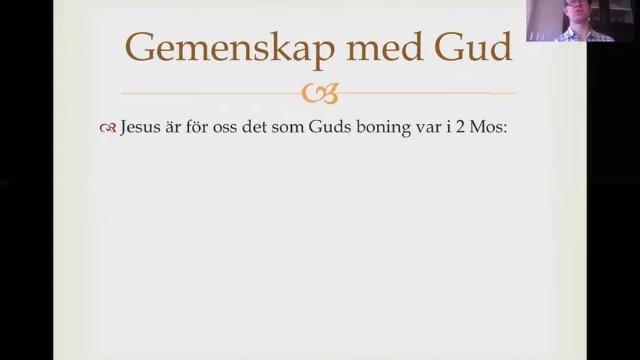 Gemenskap med Gud
Jesus är för oss det som Guds boning var i 2 Mos: